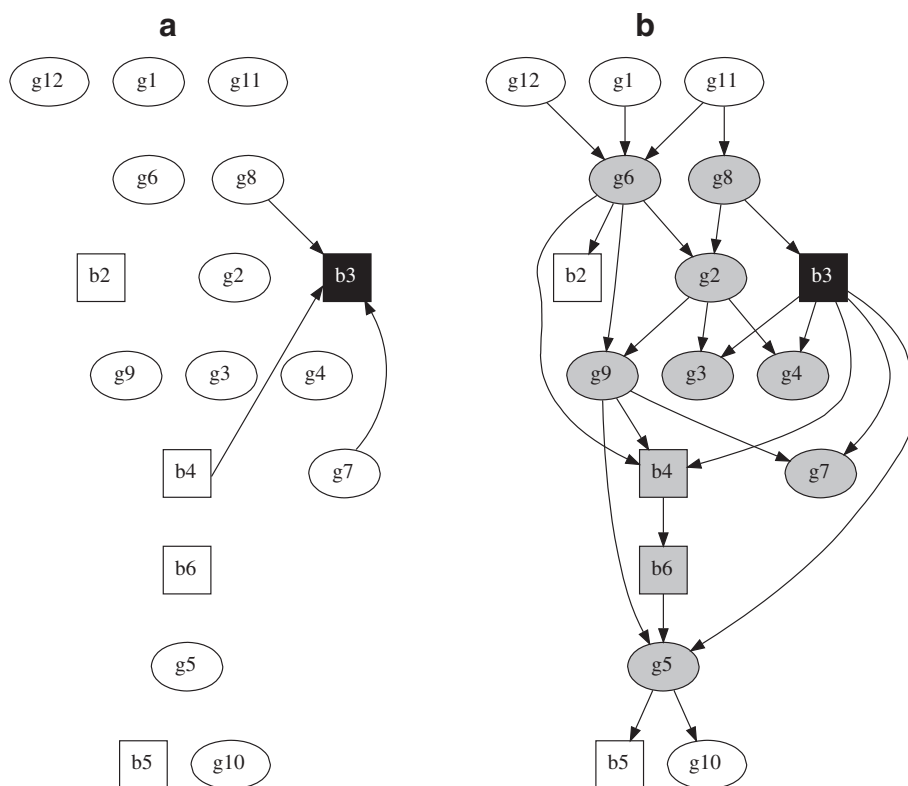 a b
g12 g1 g11 g12 g1 g11
g6 g8 g6 g8
b2 g2 b3 b2 g2 b3
g9 g3 g4 g9 g3 g4
b4 g7 b4 g7
b6 b6
g5 g5
b5 g10 b5 g10